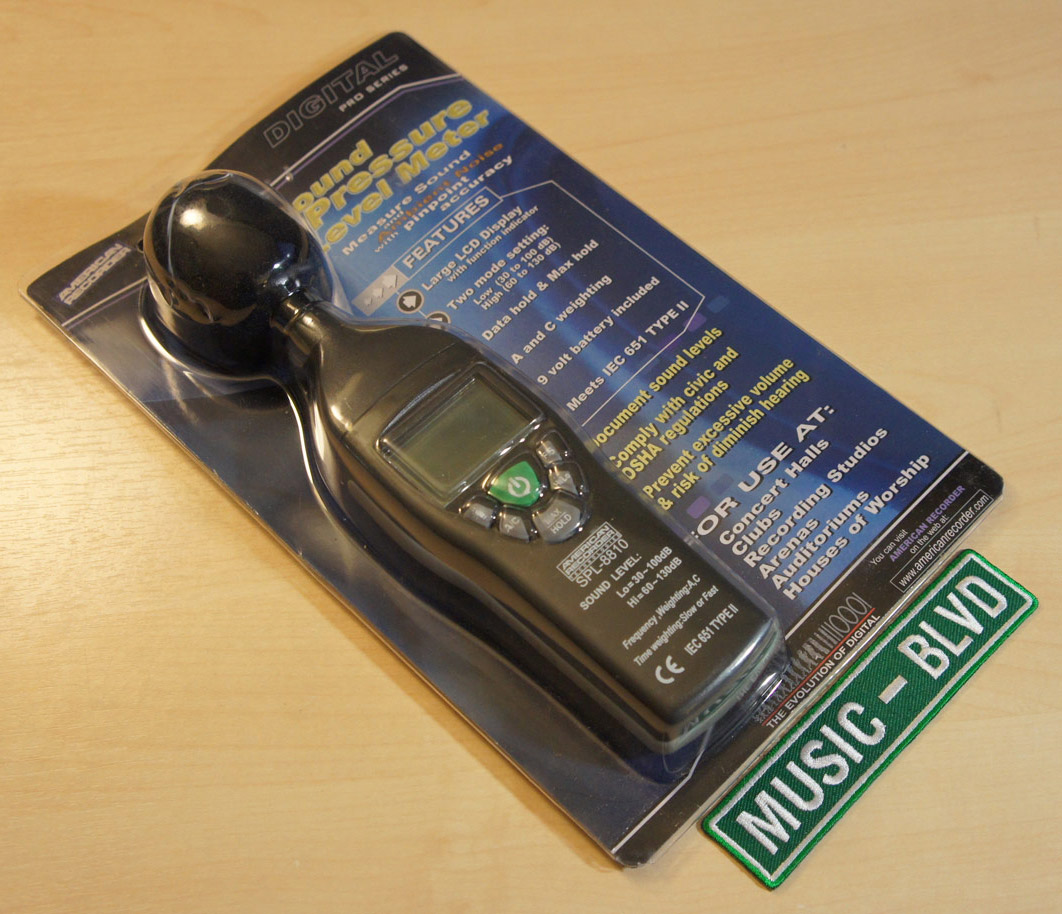 DIGITAL
PRO SERIES
AMERICAN
RECORDER
ound
Pressure
Level Meter
Measure Sound
and Ambient Noise
with pinpoint
accuracy
FEATURES
Large LCD Display
with function indicator
Two mode setting:
Low (30 to 100 dB)
High (60 to 130 dB)
Data hold & Max hold
A and C weighting
9 volt battery included
Meets IEC 651 TYPE II
ocument sound levels
Comply with civic and
OSHA regulations
Prevent excessive volume
& risk of diminish hearing
OR USE AT:
Concert Halls
Clubs
Recording Studios
Arenas
Auditoriums
Houses of Worship
You can visit
AMERICAN RECORDER
on the web at:
www.americanrecorder.com
THE EVOLUTION OF DIGITAL
A/C
MAX
HOLD
AMERICAN
RECORDER
SPL-8810
SOUND LEVEL:
Lo=30~100dB
Hi=60~130dB
Frequency,Weighting:A,C
Time weighting:Slow or Fast
CE IEC 651 TYPE II
MUSIC - BLVD